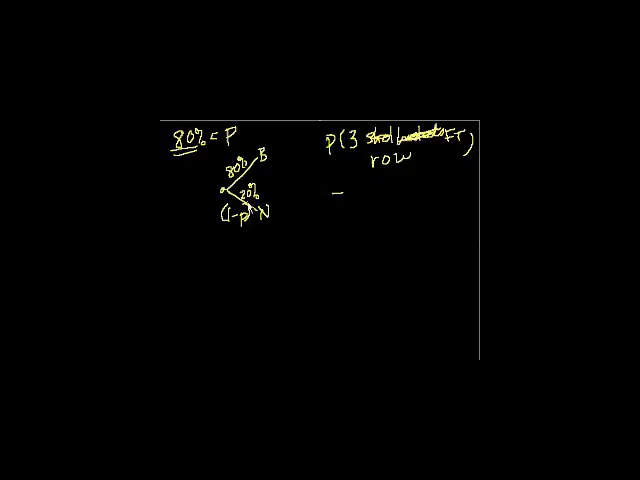 80% = P
80% B
20%
(1-p) N
P(3 FT)
row
=